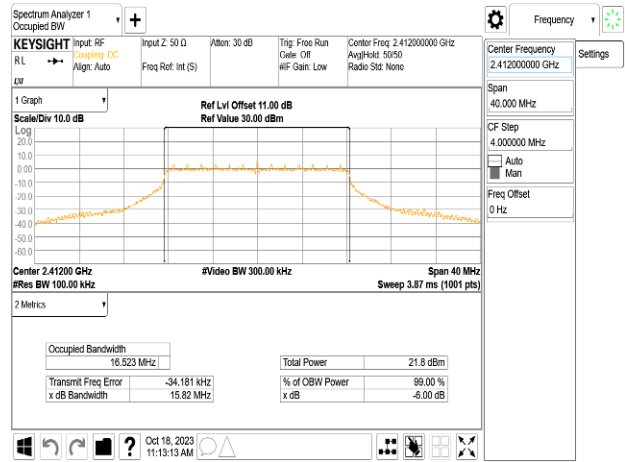 Spectrum Analyzer 1
Occupied BW
Frequency
KEYSIGHT
RL
Input: RF
Coupling: DC
Align: Auto
Input Z: 50 Ω
Freq Ref: Int (S)
Atten: 30 dB
Trig: Free Run
Gate: Off
#IF Gain: Low
Center Freq: 2.412000000 GHz
Avg|Hold: 50/50
Radio Std: None
Center Frequency
2.412000000 GHz
Settings
Span
40.000 MHz
CF Step
4.000000 MHz
Auto
Man
Freq Offset
0 Hz
1 Graph
Scale/Div 10.0 dB
Ref Lvl Offset 11.00 dB
Ref Value 30.00 dBm
Log
20.0
10.0
0.00
-10.0
-20.0
-30.0
-40.0
-50.0
-60.0
Center 2.41200 GHz
#Res BW 100.00 kHz
#Video BW 300.00 kHz
Span 40 MHz
Sweep 3.87 ms (1001 pts)
2 Metrics
Occupied Bandwidth
16.523 MHz
Total Power 21.8 dBm
Transmit Freq Error -34.181 kHz
% of OBW Power 99.00 %
x dB Bandwidth 15.82 MHz
x dB -6.00 dB
Oct 18, 2023
11:13:13 AM